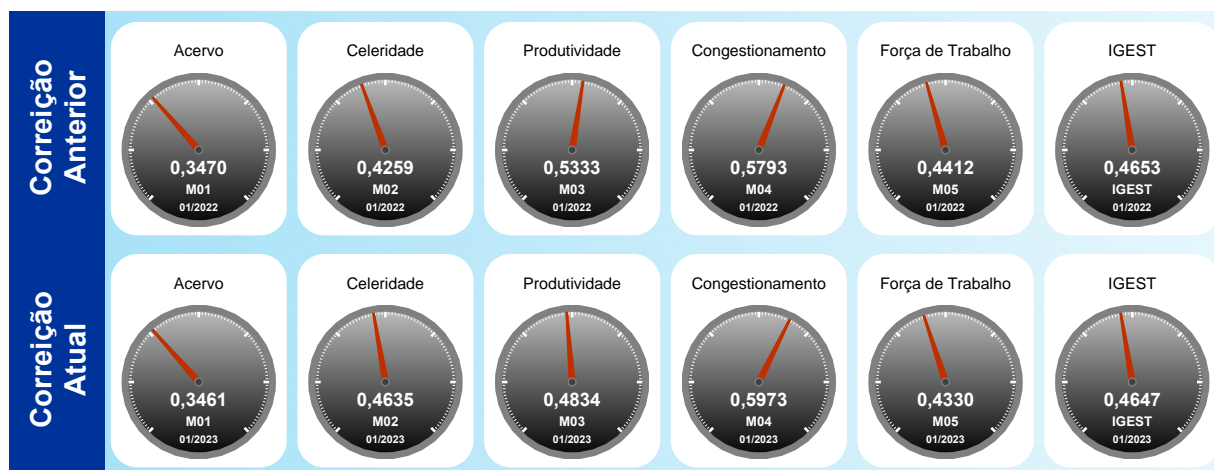 Correição
Anterior
Acervo
0,3470
M01
01/2022
Celeridade
0,4259
M02
01/2022
Produtividade
0,5333
M03
01/2022
Congestionamento
0,5793
M04
01/2022
Força de Trabalho
0,4412
M05
01/2022
IGEST
0,4653
IGEST
01/2022
Correição
Atual
Acervo
0,3461
M01
01/2023
Celeridade
0,4635
M02
01/2023
Produtividade
0,4834
M03
01/2023
Congestionamento
0,5973
M04
01/2023
Força de Trabalho
0,4330
M05
01/2023
IGEST
0,4647
IGEST
01/2023